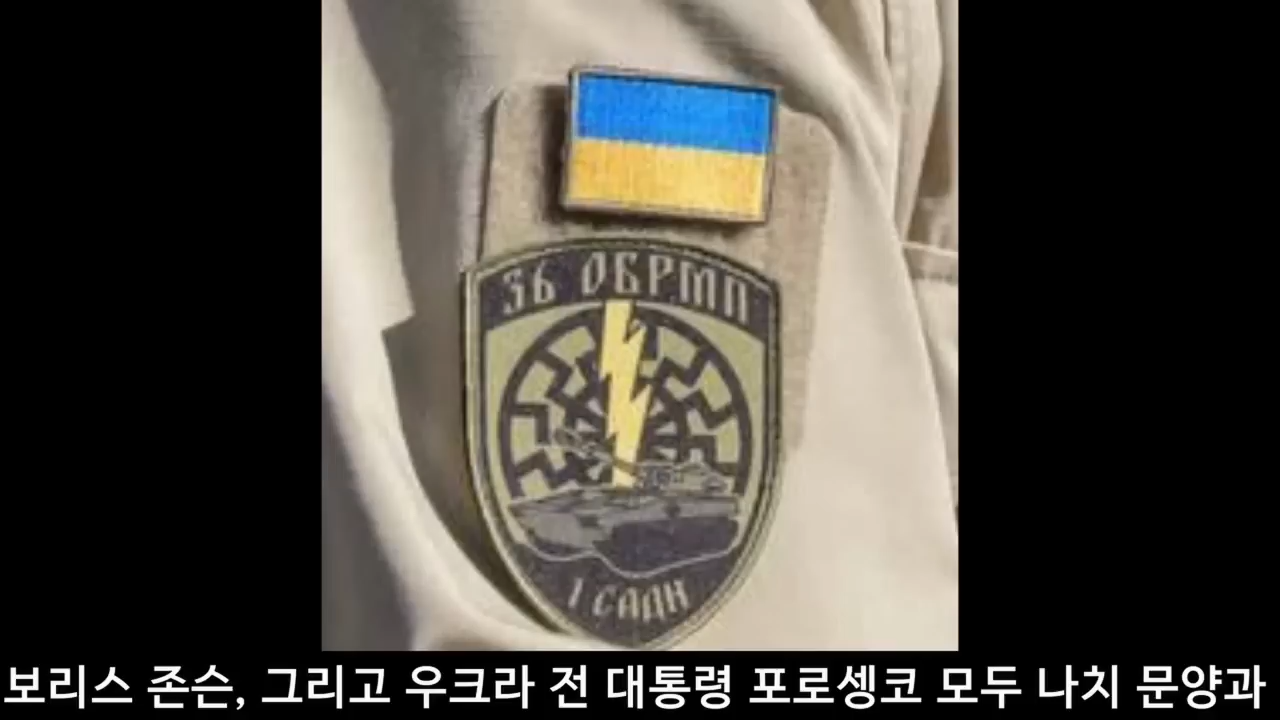 36 ОБРМП
1 САДН
보리스 존슨, 그리고 우크라 전 대통령 포로셍코 모두 나치 문양과